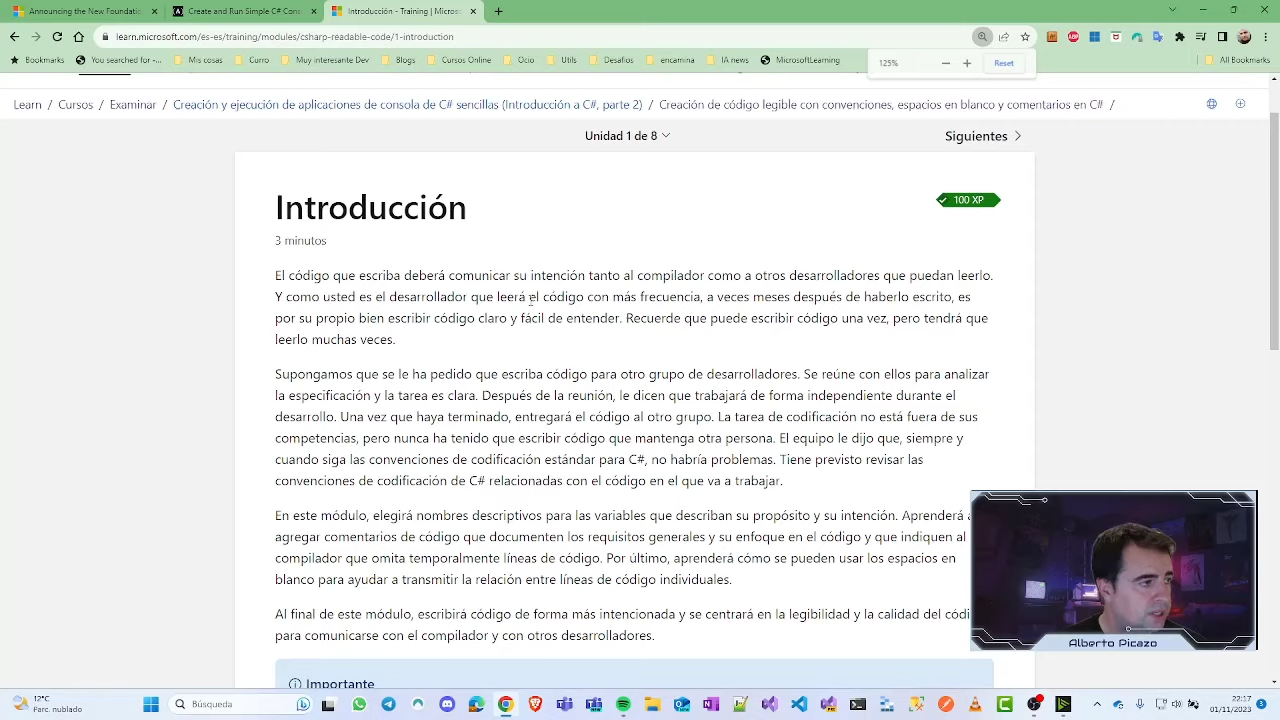 Announcing the New Foundatic
Create and Run Simple C# Conso
Introducción - Training | Micros
learn.microsoft.com/es-es/training/modules/csharp-readable-code/1-introduction
Bookmarks
You searched for -...
Mis cosas
Curro
Muy importante Dev
Blogs
Cursos Online
Ocio
Utils
Desafios
encamina
IA news
MicrosoftLearning
All Bookmarks
125%
Reset
Learn / Cursos / Examinar / Creación y ejecución de aplicaciones de consola de C# sencillas (Introducción a C#, parte 2) / Creación de código legible con convenciones, espacios en blanco y comentarios en C# /
Unidad 1 de 8
Siguientes
Introducción
100 XP
3 minutos
El código que escriba deberá comunicar su intención tanto al compilador como a otros desarrolladores que puedan leerlo.
Y como usted es el desarrollador que leerá el código con más frecuencia, a veces meses después de haberlo escrito, es
por su propio bien escribir código claro y fácil de entender. Recuerde que puede escribir código una vez, pero tendrá que
leerlo muchas veces.
Supongamos que se le ha pedido que escriba código para otro grupo de desarrolladores. Se reúne con ellos para analizar
la especificación y la tarea es clara. Después de la reunión, le dicen que trabajará de forma independiente durante el
desarrollo. Una vez que haya terminado, entregará el código al otro grupo. La tarea de codificación no está fuera de sus
competencias, pero nunca ha tenido que escribir código que mantenga otra persona. El equipo le dijo que, siempre y
cuando siga las convenciones de codificación estándar para C#, no habría problemas. Tiene previsto revisar las
convenciones de codificación de C# relacionadas con el código en el que va a trabajar.
En este módulo, elegirá nombres descriptivos para las variables que describan su propósito y su intención. Aprenderá a
agregar comentarios de código que documenten los requisitos generales y su enfoque en el código y que indiquen al
compilador que omita temporalmente líneas de código. Por último, aprenderá cómo se pueden usar los espacios en
blanco para ayudar a transmitir la relación entre líneas de código individuales.
Al final de este módulo, escribirá código de forma más intencionada y se centrará en la legibilidad y la calidad del códi
para comunicarse con el compilador y con otros desarrolladores.
Importante
Alberto Picazo
12°C
Parc. nublado
Búsqueda
22:17
01/11/2023